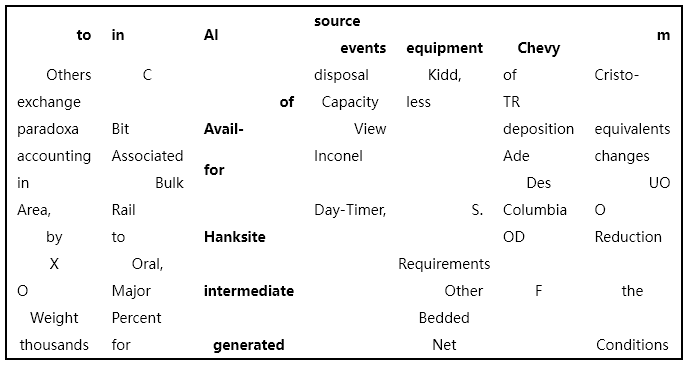 to in AI source events equipment Chevy m
Others C disposal Kidd, of Cristo-
exchange of Capacity less TR
paradoxa Bit Avail- View deposition equivalents
accounting Associated for Inconel Ade changes
in Bulk Des UO
Area, Rail Day-Timer, S. Columbia O
by to Hanksite OD Reduction
X Oral, Requirements
O Major intermediate Other F the
Weight Percent Bedded
thousands for generated Net Conditions